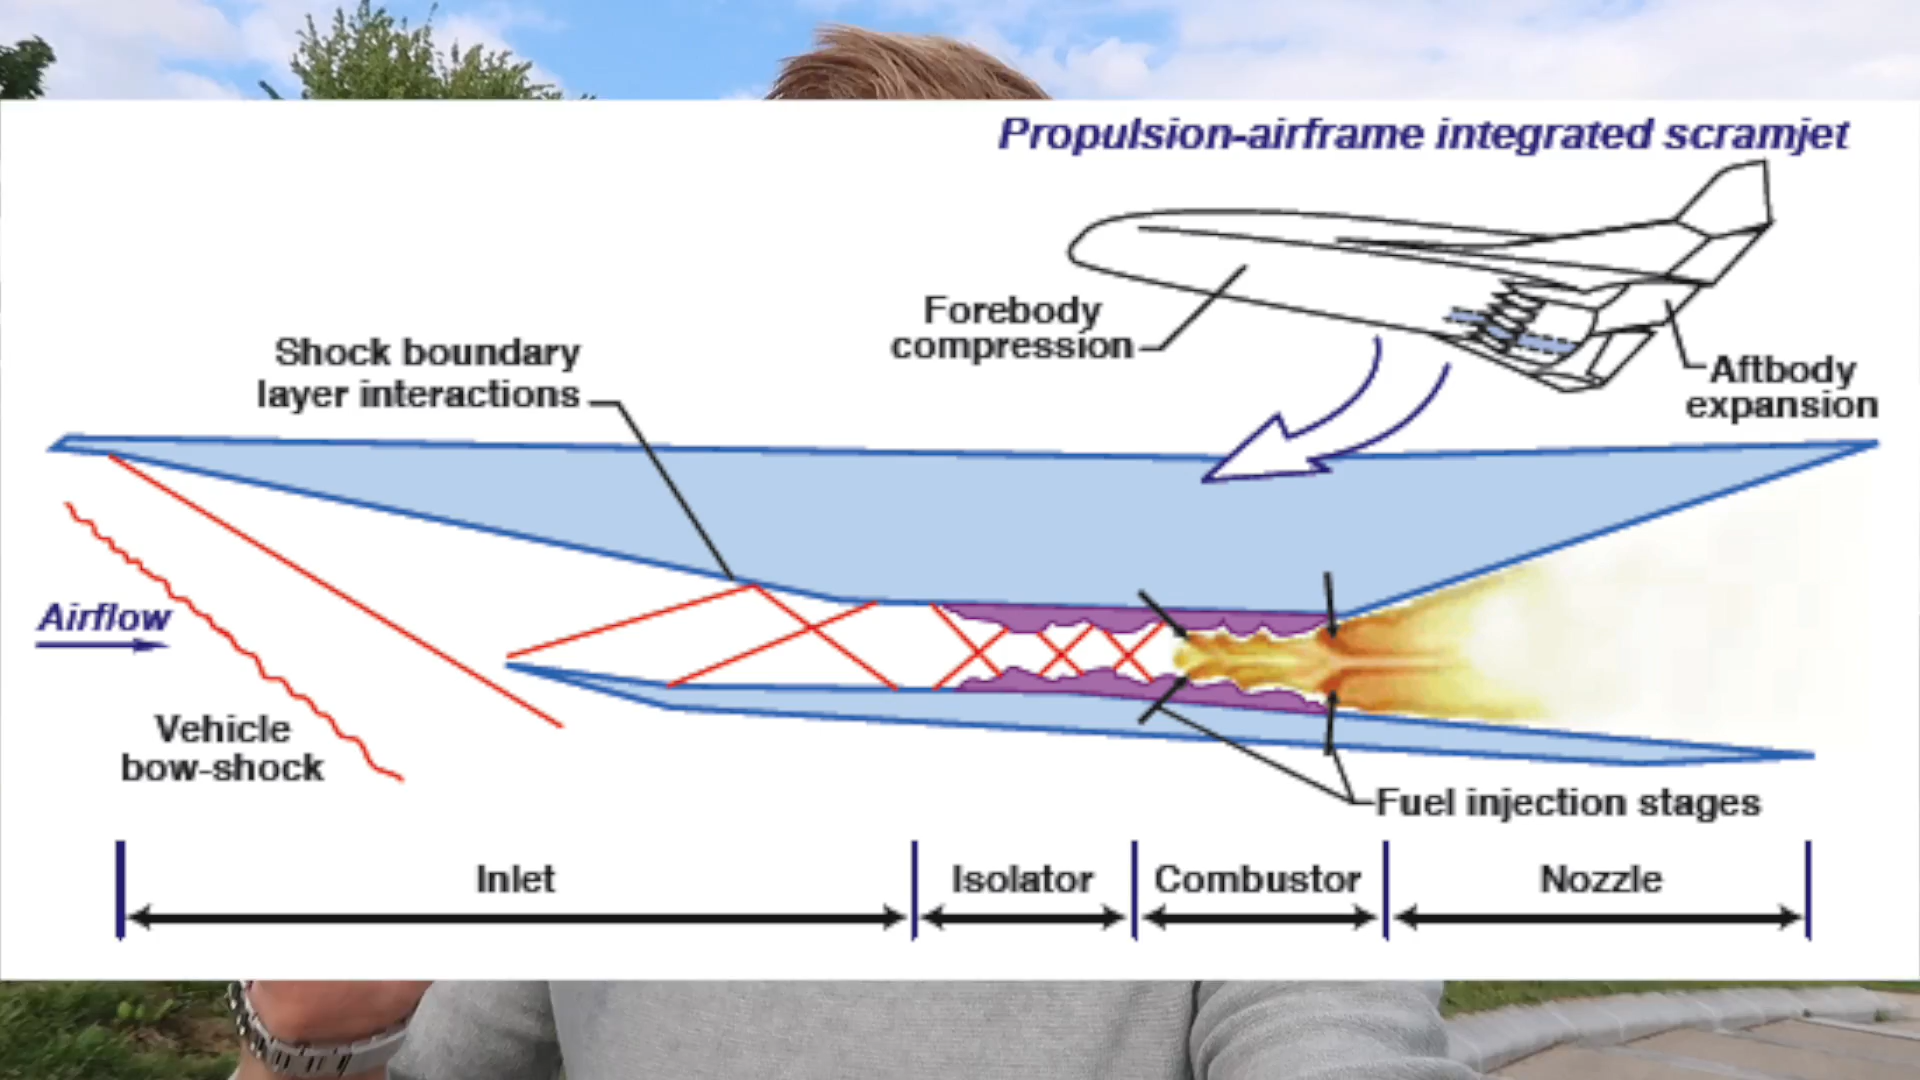 Propulsion-airframe integrated scramjet
Forebody
compression
Shock boundary
layer interactions
Aftbody
expansion
Airflow
Vehicle
bow-shock
Fuel injection stages
Inlet
Isolator
Combustor
Nozzle